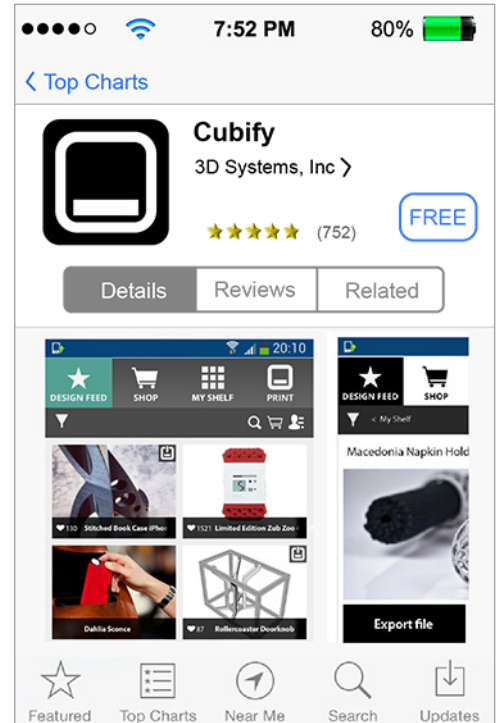 7:52 PM 80%
Top Charts
Cubify
3D Systems, Inc
(752)
FREE
Details Reviews Related
20:10
DESIGN FEED SHOP MY SHELF PRINT
DESIGN FEED SHOP
< My Shelf
Macedonia Napkin Hold
130 Stitched Book Case iPhon
1521 Limited Edition Zub Zoo
Dahlia Sconce
87 Rollercoaster Doorknob
Export file
Featured Top Charts Near Me Search Updates